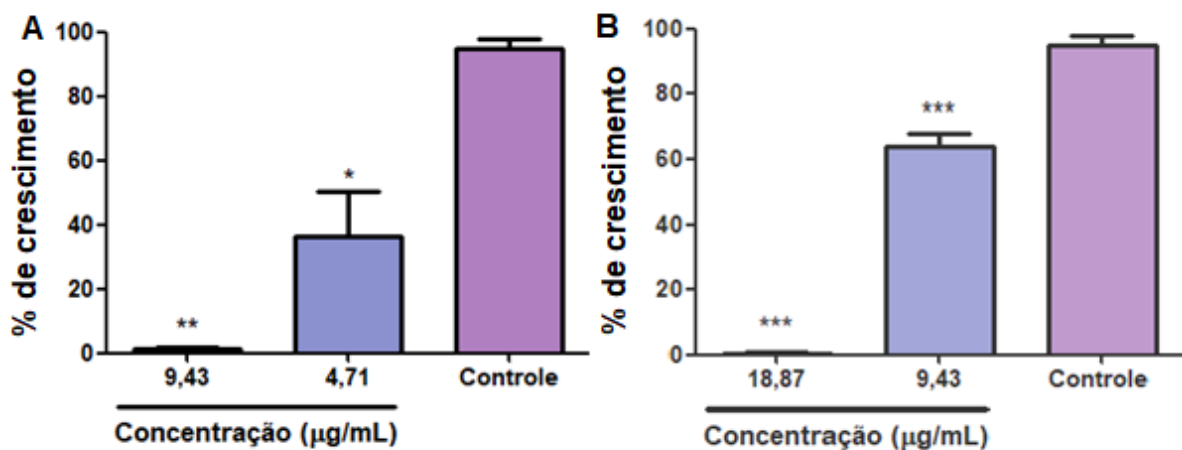 A
% de crescimento
100
80
60
40
20
0
**
*
9,43 4,71 Controle
Concentração (µg/mL)
B
% de crescimento
100
80
60
40
20
0
***
***
18,87 9,43 Controle
Concentração (µg/mL)